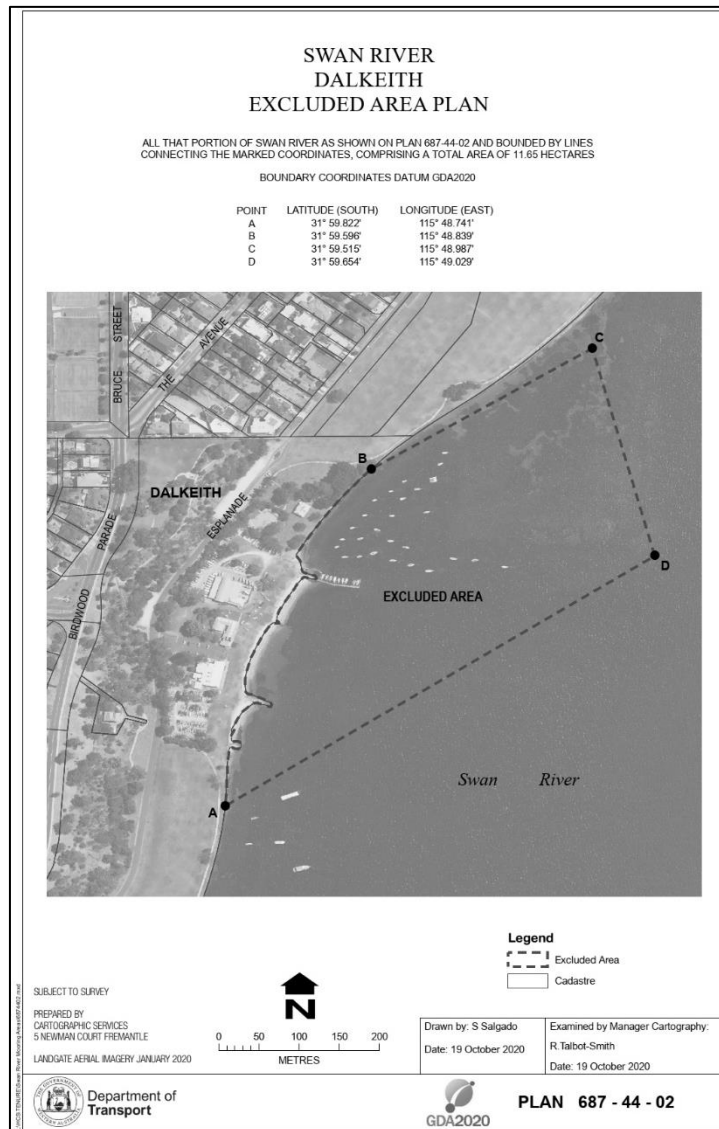 SWAN RIVER
DALKEITH
EXCLUDED AREA PLAN
ALL THAT PORTION OF SWAN RIVER AS SHOWN ON PLAN 687-44-02 AND BOUNDED BY LINES
CONNECTING THE MARKED COORDINATES, COMPRISING A TOTAL AREA OF 11.65 HECTARES
BOUNDARY COORDINATES DATUM GDA2020
POINT LATITUDE (SOUTH) LONGITUDE (EAST)
A 31° 59.822' 115° 48.741'
B 31° 59.596' 115° 48.839'
C 31° 59.515' 115° 48.987'
D 31° 59.654' 115° 49.029'
BRUCE STREET
THE AVENUE
C
B
DALKEITH
ESPLANADE
D
BIRDWOOD PARADE
EXCLUDED AREA
Swan River
A
Legend
Excluded Area
Cadastre
SUBJECT TO SURVEY
PREPARED BY
CARTOGRAPHIC SERVICES
5 NEWMAN COURT FREMANTLE
LANDGATE AERIAL IMAGERY JANUARY 2020
N
0 50 100 200
METRES
Drawn by: S Salgado
Date: 19 October 2020
Examined by Manager Cartography:
R.Talbot-Smith
Date: 19 October 2020
Department of
Transport
GDA2020
PLAN 687 - 44 - 02